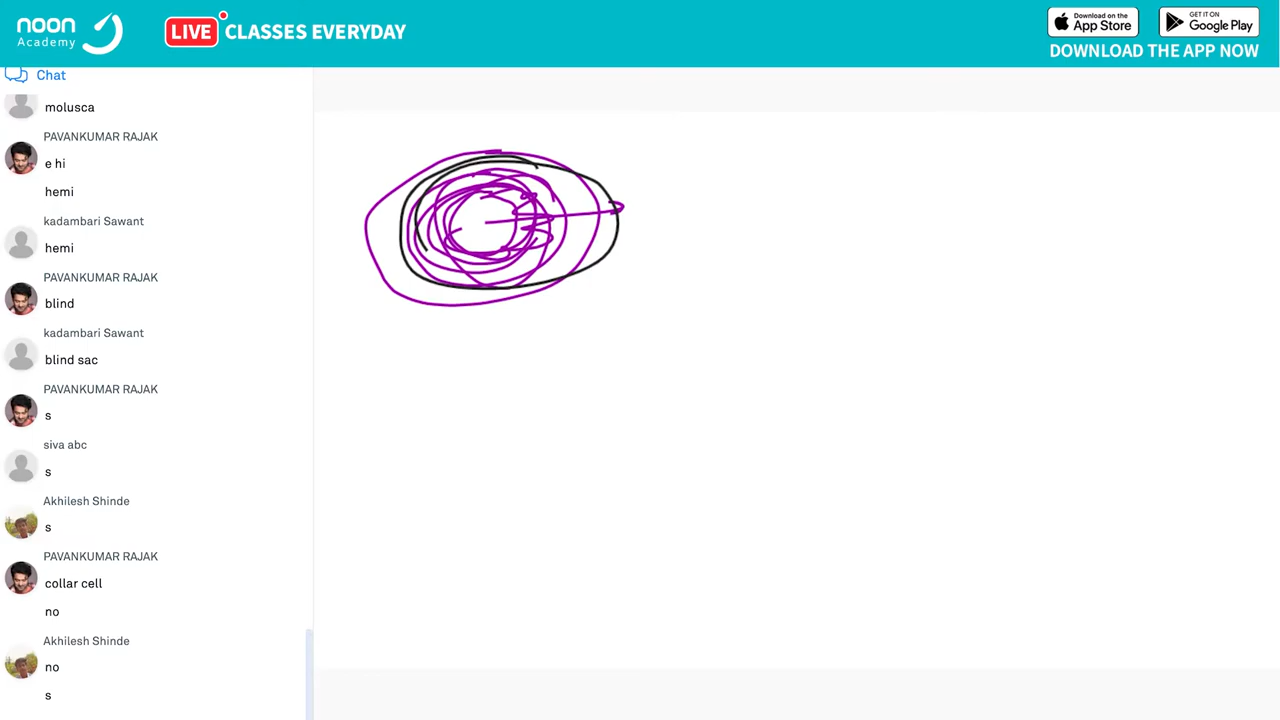 noon
Academy
LIVE CLASSES EVERYDAY
Download on the
App Store
GET IT ON
Google Play
DOWNLOAD THE APP NOW
Chat
molusca
PAVANKUMAR RAJAK
e hi
hemi
kadambari Sawant
hemi
PAVANKUMAR RAJAK
blind
kadambari Sawant
blind sac
PAVANKUMAR RAJAK
s
siva abc
s
Akhilesh Shinde
s
PAVANKUMAR RAJAK
collar cell
no
Akhilesh Shinde
no
s